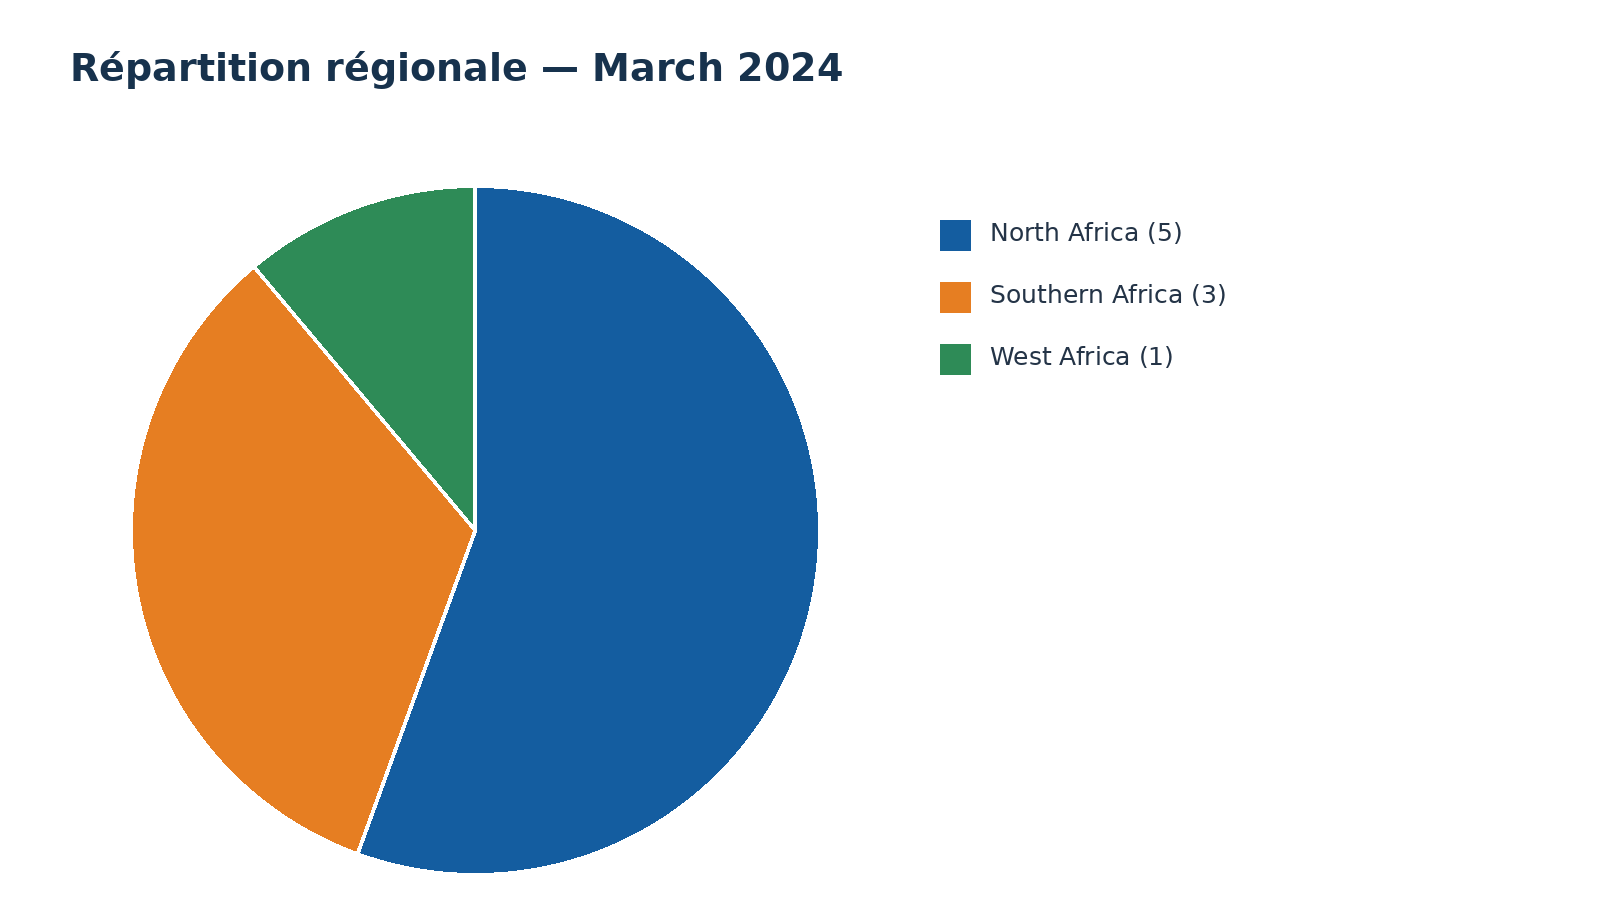 Répartition régionale — March 2024
North Africa (5)
Southern Africa (3)
West Africa (1)